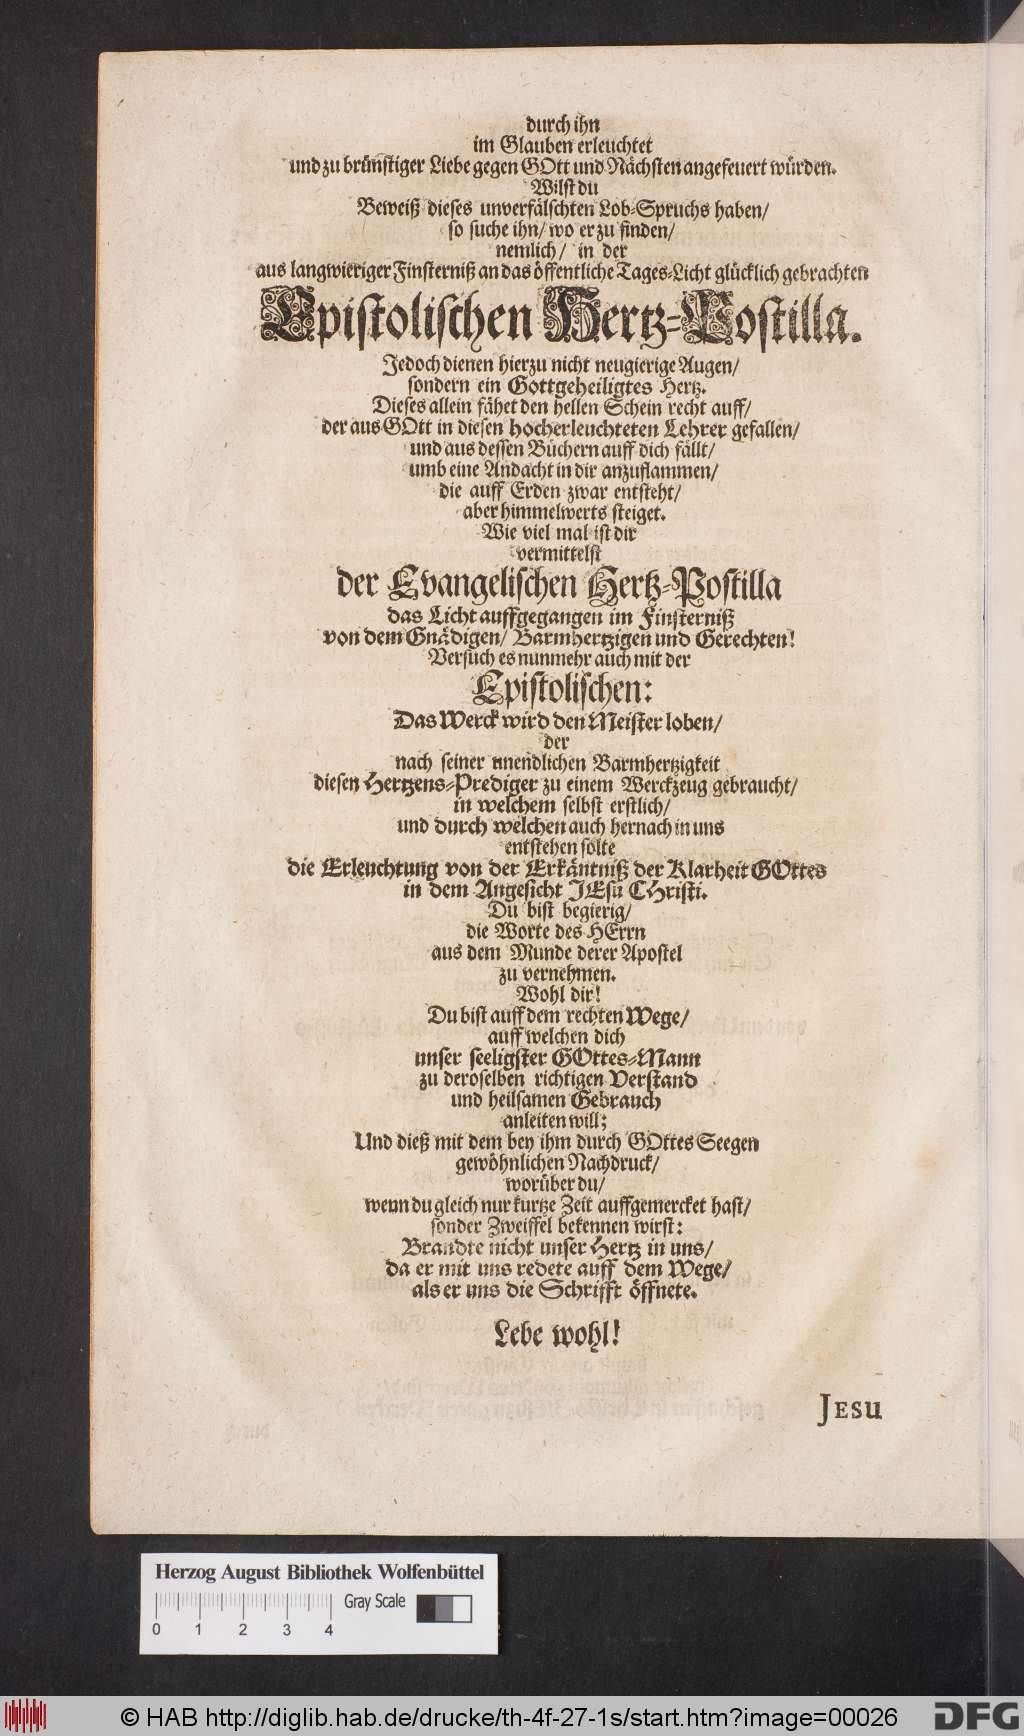 durch ihn
im Glauben erleuchtet
und zu brünstiger Liebe gegen GOtt und Nächsten angefeuert würden.
Wilst du
Beweiß dieses unverfälschten Lob-Spruchs haben/
so suche ihn/ wo er zu finden/
nemlich/ in der
aus langwieriger Finsterniß an das öffentliche Tages-Licht glücklich gebrachten
Epistolischen Hertz-Postilla.
Jedoch dienen hierzu nicht neugierige Augen/
sondern ein Gottgeheiligtes Hertz.
Dieses allein fähet den hellen Schein recht auff/
der aus GOtt in diesen hocherleuchteten Lehrer gefallen/
und aus dessen Büchern auff dich fällt/
umb eine Andacht in dir anzuflammen/
die auff Erden zwar entsteht/
aber himmelwerts steiget.
Wie viel mal ist dir
vermittelst
der Evangelischen Hertz-Postilla
das Licht auffgegangen im Finsterniß
von dem Gnädigen/ Barmhertzigen und Gerechten!
Versuch es nunmehr auch mit der
Epistolischen:
Das Werck wird den Meister loben/
der
nach seiner unendlichen Barmhertzigkeit
diesen Hertzens-Prediger zu einem Werckzeug gebraucht/
in welchem selbst erstlich/
und durch welchen auch hernach in uns
entstehen solte
die Erleuchtung von der Erkäntniß der Klarheit GOttes
in dem Angesicht JEsu CHristi.
Du bist begierig/
die Worte des HErrn
aus dem Munde derer Apostel
zu vernehmen.
Wohl dir!
Du bist auff dem rechten Wege/
auff welchen dich
unser seeligster GOttes-Mann
zu deroselben richtigen Verstand
und heilsamen Gebrauch
anleiten will;
Und dieß mit dem bey ihm durch GOttes Seegen
gewöhnlichen Nachdruck/
worüber du/
wenn du gleich nur kurtze Zeit auffgemercket hast/
sonder Zweiffel bekennen wirst:
Brandte nicht unser Hertz in uns/
da er mit uns redete auff dem Wege/
als er uns die Schrifft öffnete.
Lebe wohl!
JESU
Herzog August Bibliothek Wolfenbüttel
Gray Scale
0 1 2 3 4
© HAB http://diglib.hab.de/drucke/th-4f-27-1s/start.htm?image=00026
DFG